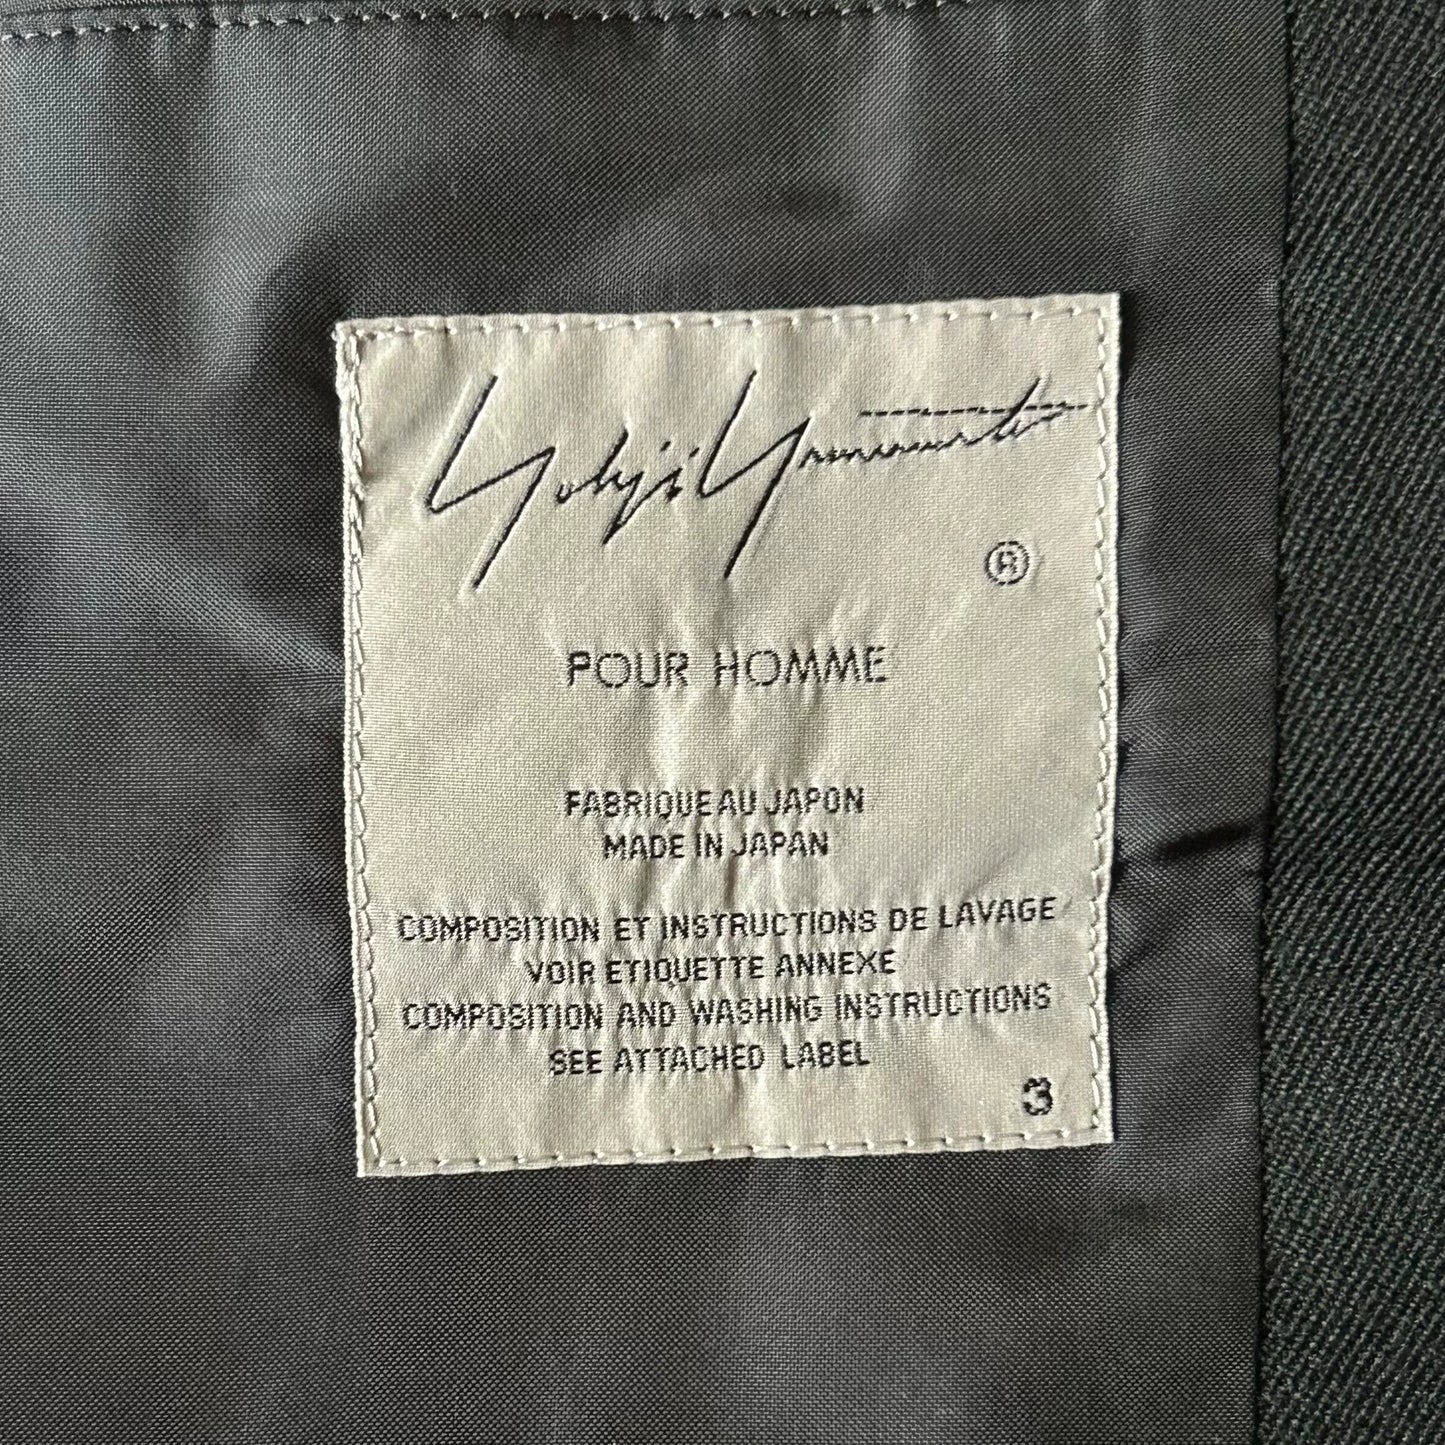 Yohji Yamamoto
®
POUR HOMME
FABRIQUE AU JAPON
MADE IN JAPAN
COMPOSITION ET INSTRUCTIONS DE LAVAGE
VOIR ETIQUETTE ANNEXE
COMPOSITION AND WASHING INSTRUCTIONS
SEE ATTACHED LABEL
3